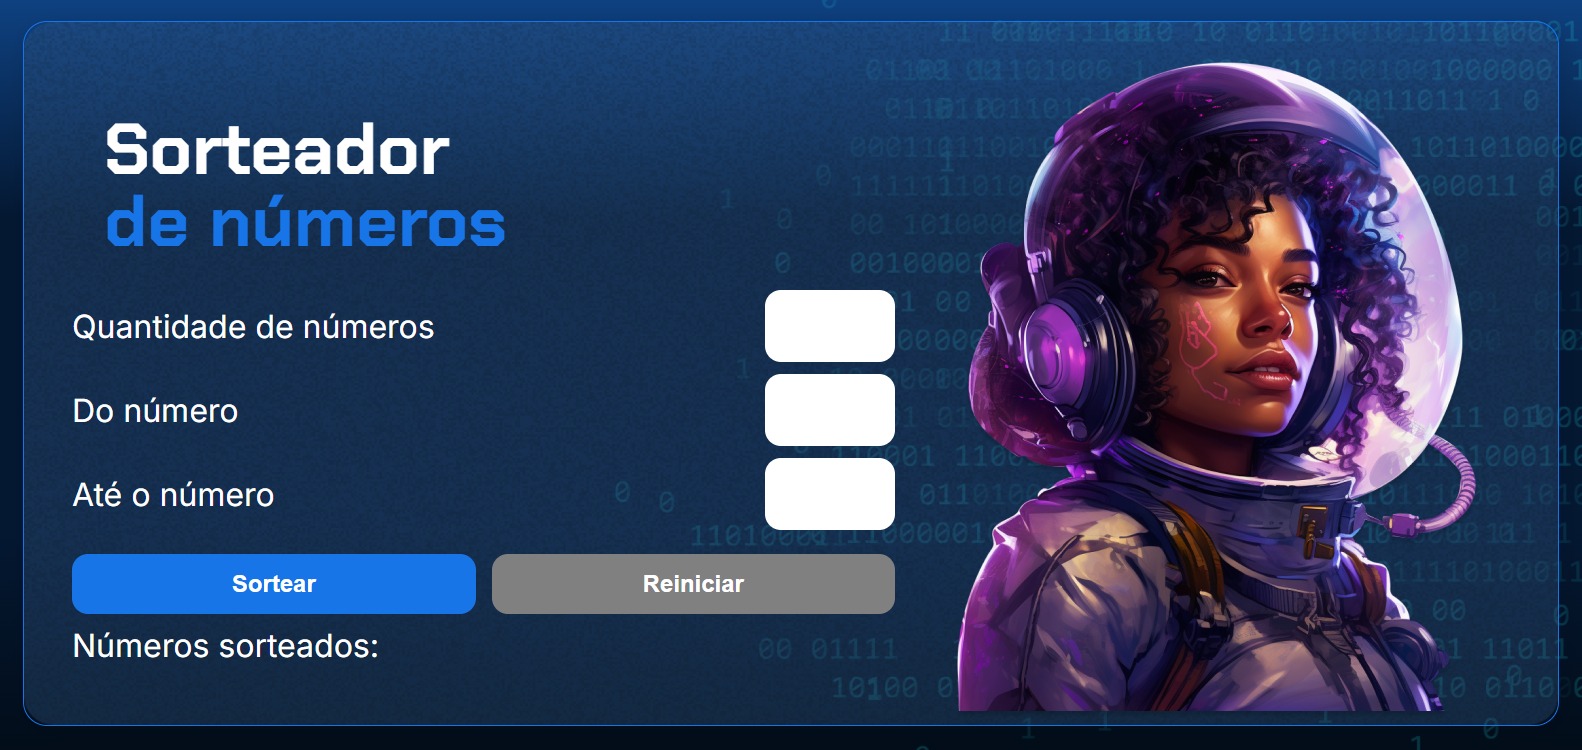 Sorteador
de números
Quantidade de números
Do número
Até o número
Sortear
Reiniciar
Números sorteados: